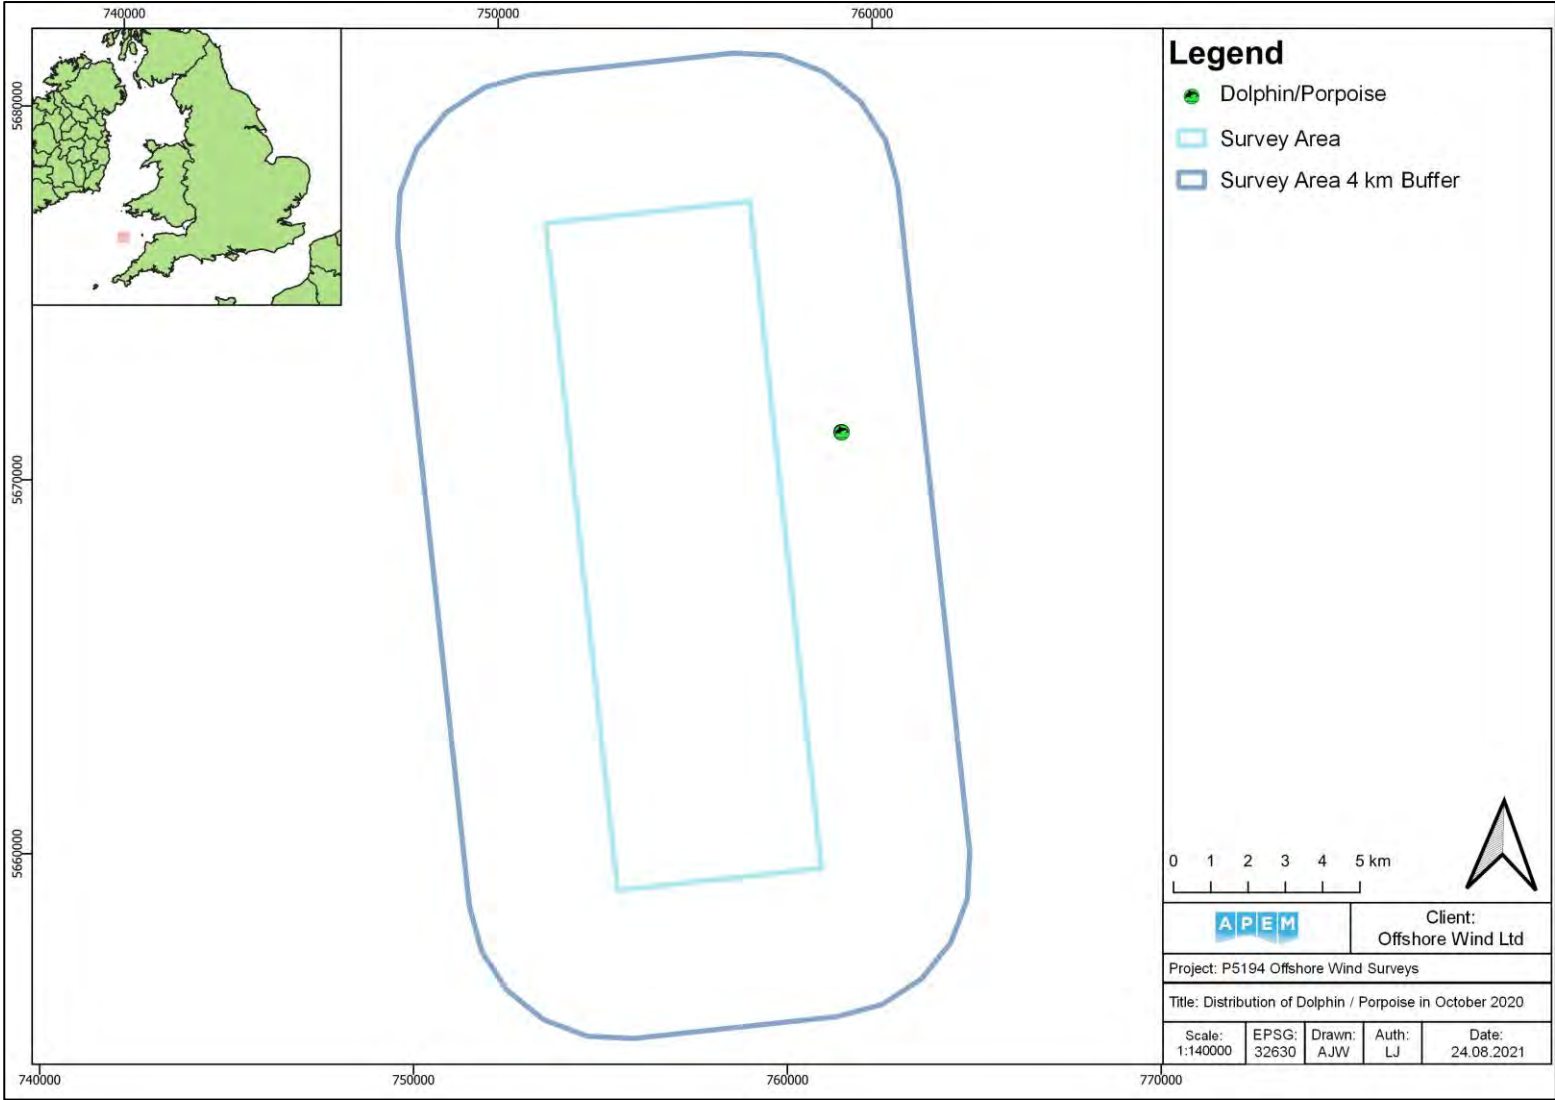 740000
750000
760000
5680000
5670000
5660000
Legend
Dolphin/Porpoise
Survey Area
Survey Area 4 km Buffer
0 1 2 3 4 5 km
APEM
Client:
Offshore Wind Ltd
Project: P5194 Offshore Wind Surveys
Title: Distribution of Dolphin / Porpoise in October 2020
Scale:
1:140000
EPSG:
32630
Drawn:
AJW
Auth:
LJ
Date:
24.08.2021
740000
750000
760000
770000